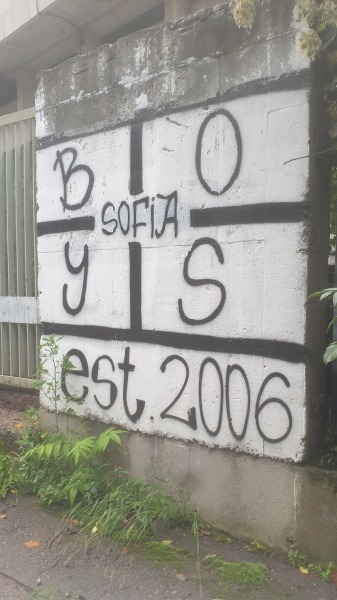 B O
SOFIA
y S
est. 2006